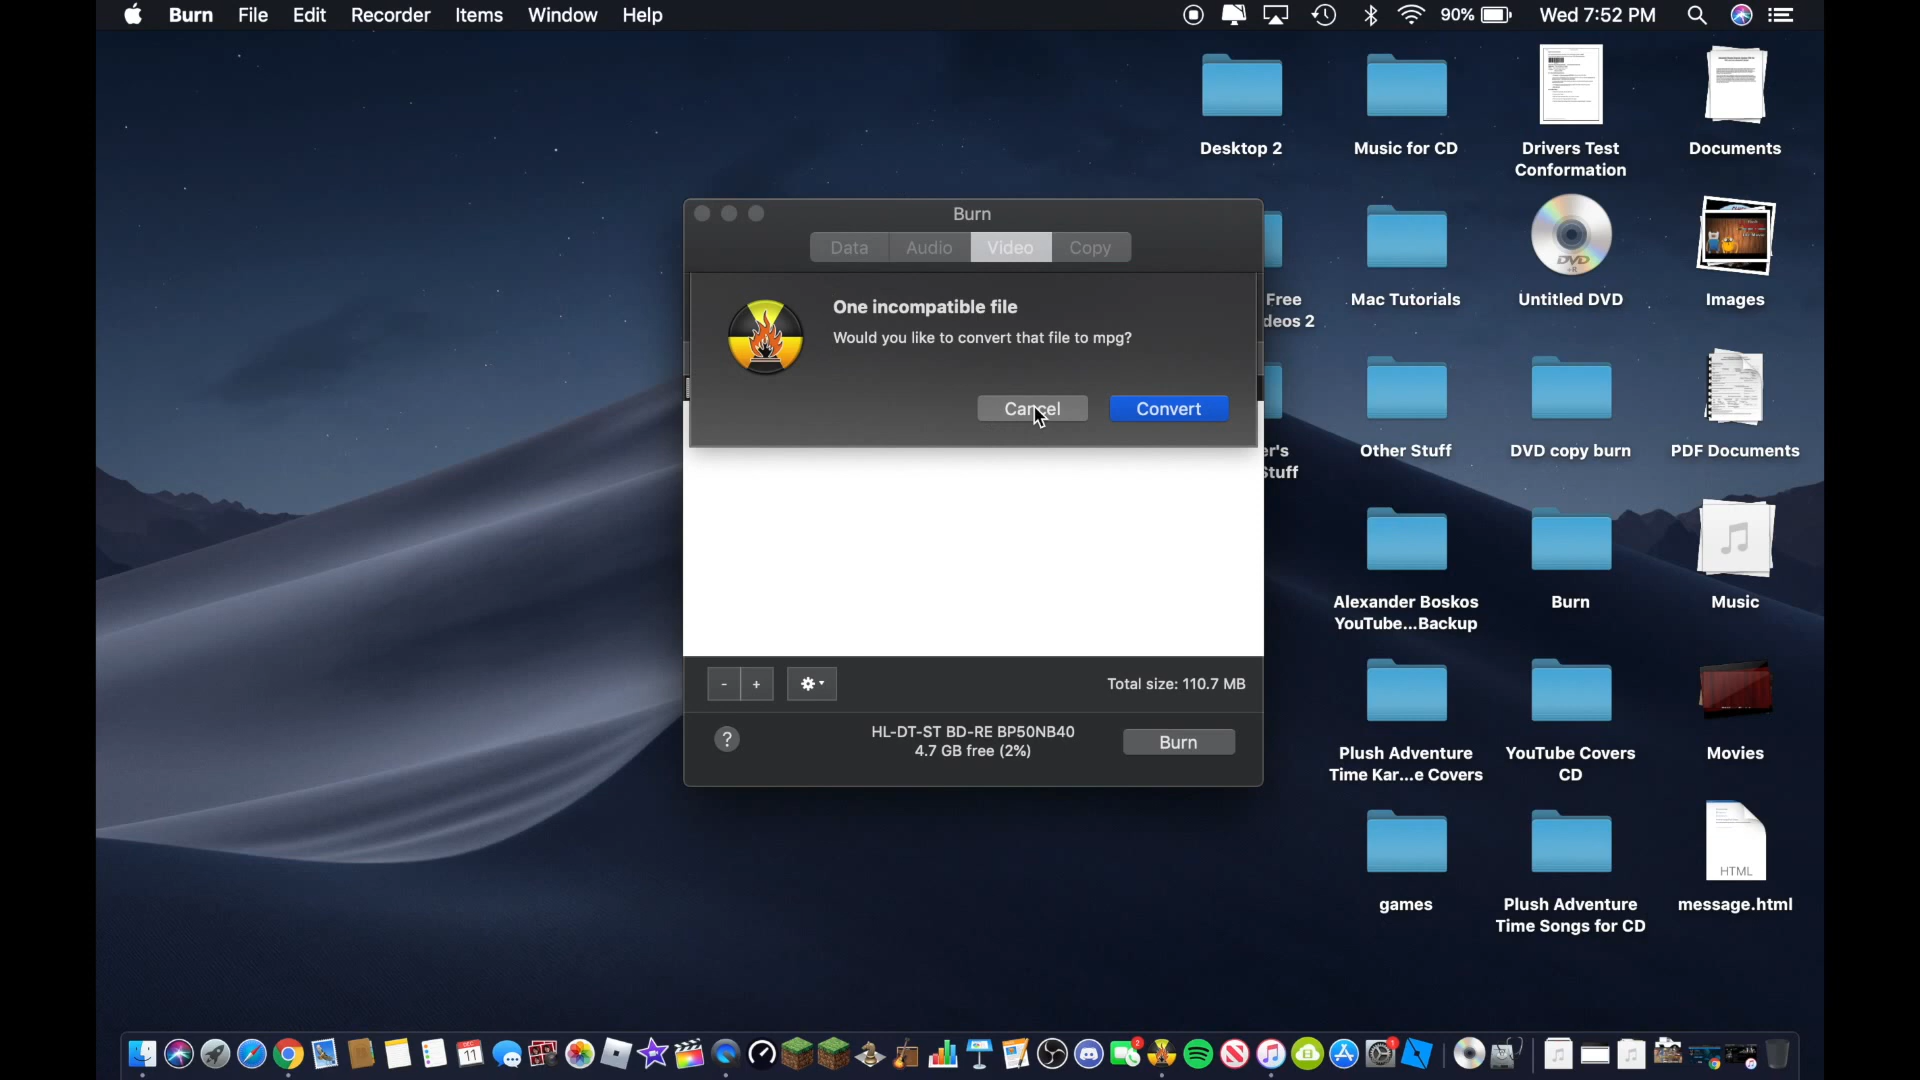 Burn File Edit Recorder Items Window Help
90% Wed 7:52 PM
Desktop 2
Music for CD
Drivers Test
Conformation
Documents
Free
deos 2
Mac Tutorials
Untitled DVD
DVD
+R
Images
er's
Stuff
Other Stuff
DVD copy burn
PDF Documents
Alexander Boskos
YouTube...Backup
Burn
Music
Plush Adventure
Time Kar...e Covers
YouTube Covers
CD
Movies
games
Plush Adventure
Time Songs for CD
HTML
message.html
Burn
Data Audio Video Copy
One incompatible file
Would you like to convert that file to mpg?
Cancel Convert
- +
Total size: 110.7 MB
?
HL-DT-ST BD-RE BP50NB40
4.7 GB free (2%)
Burn
11
2
1